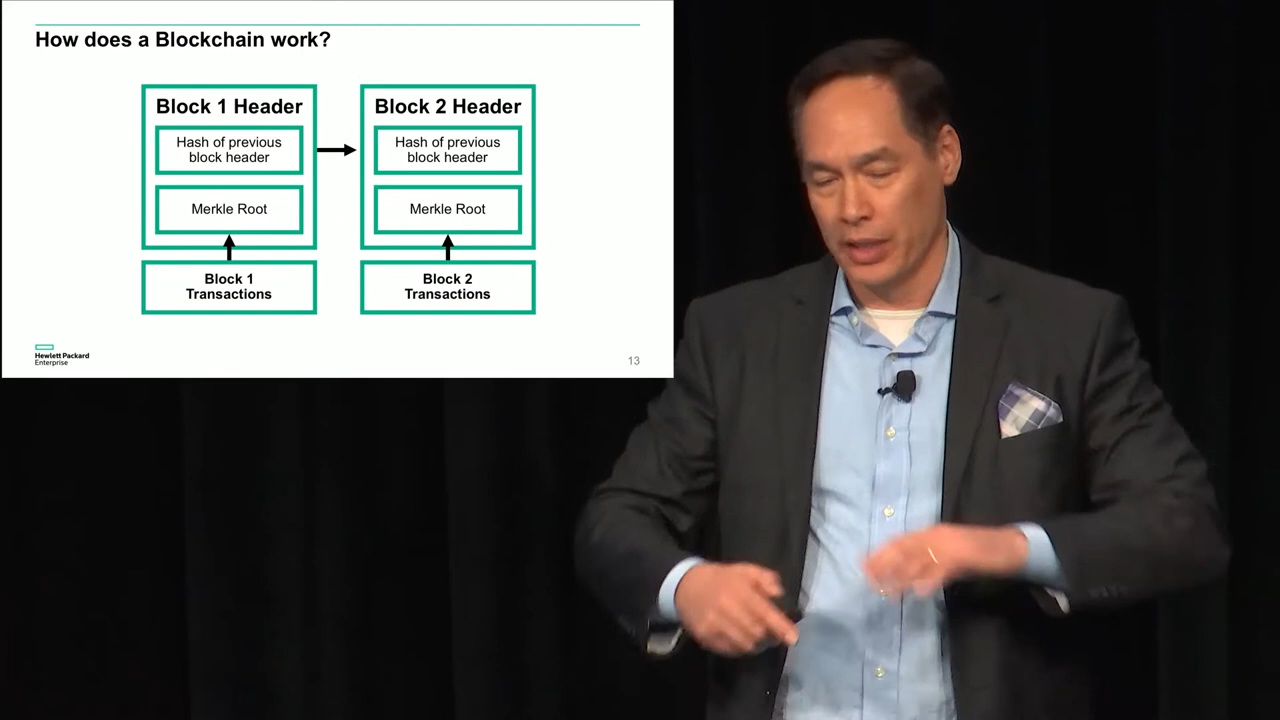 How does a Blockchain work?
Block 1 Header
Hash of previous
block header
Merkle Root
Block 1
Transactions
Block 2 Header
Hash of previous
block header
Merkle Root
Block 2
Transactions
Hewlett Packard
Enterprise
13